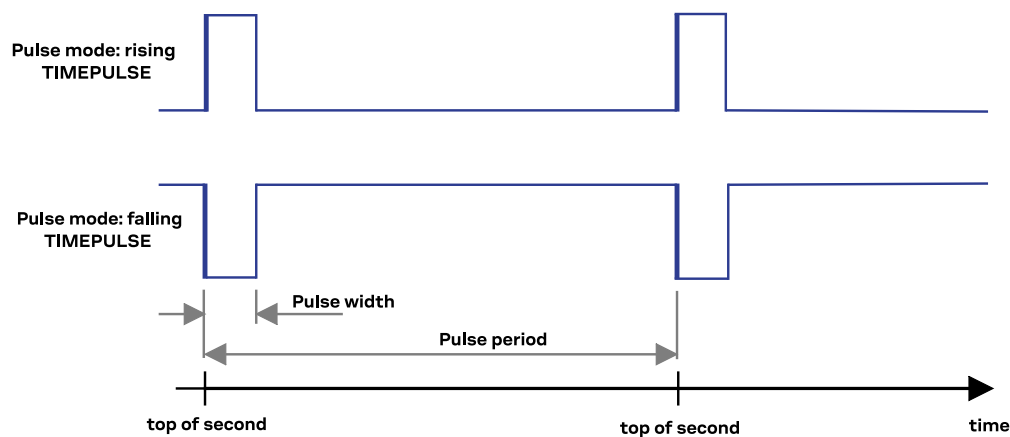 Pulse mode: rising
TIMEPULSE
Pulse mode: falling
TIMEPULSE
Pulse width
Pulse period
top of second
top of second
time